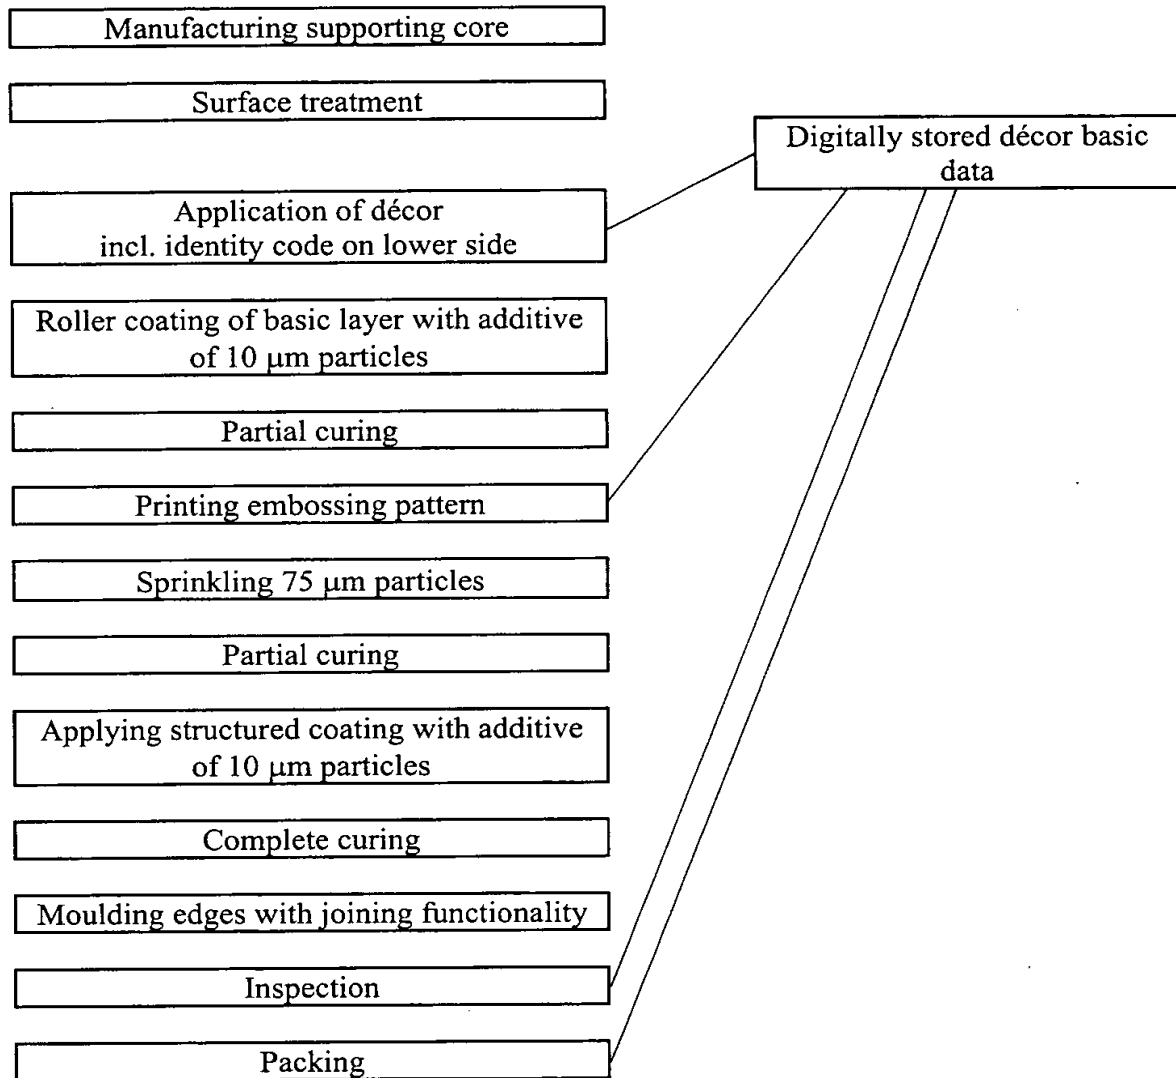 Manufacturing supporting core
Surface treatment
Digitally stored décor basic
data
Application of décor
incl. identity code on lower side
Roller coating of basic layer with additive
of 10 µm particles
Partial curing
Printing embossing pattern
Sprinkling 75 µm particles
Partial curing
Applying structured coating with additive
of 10 µm particles
Complete curing
Moulding edges with joining functionality
Inspection
Packing